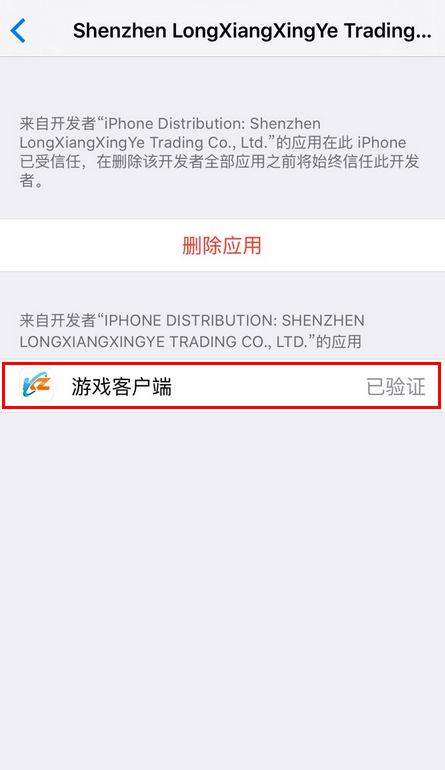 Shenzhen LongXiangXingYe Trading...
来自开发者“iPhone Distribution: Shenzhen
LongXiangXingYe Trading Co., Ltd.”的应用在此 iPhone
已受信任，在删除该开发者全部应用之前将始终信任此开发
者。
删除应用
来自开发者“IPHONE DISTRIBUTION: SHENZHEN
LONGXIANGXINGYE TRADING CO., LTD.”的应用
游戏客户端 已验证